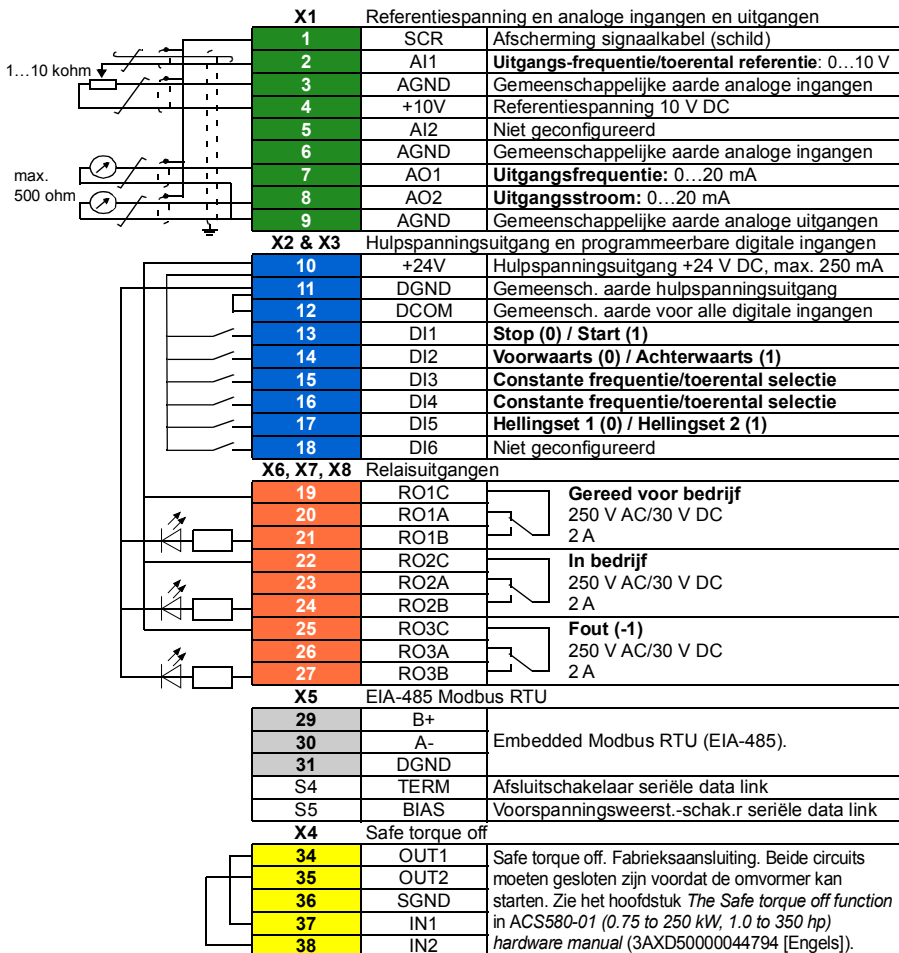 X1 Referentiespanning en analoge ingangen en uitgangen
1 SCR Afscherming signaalkabel (schild)
2 AI1 Uitgangs-frequentie/toerental referentie: 0…10 V
1…10 kohm
3 AGND Gemeenschappelijke aarde analoge ingangen
4 +10V Referentiespanning 10 V DC
5 AI2 Niet geconfigureerd
6 AGND Gemeenschappelijke aarde analoge ingangen
max.
500 ohm
7 AO1 Uitgangsfrequentie: 0…20 mA
8 AO2 Uitgangsstroom: 0…20 mA
9 AGND Gemeenschappelijke aarde analoge uitgangen
X2 & X3 Hulpspanningsuitgang en programmeerbare digitale ingangen
10 +24V Hulpspanningsuitgang +24 V DC, max. 250 mA
11 DGND Gemeensch. aarde hulpspanningsuitgang
12 DCOM Gemeensch. aarde voor alle digitale ingangen
13 DI1 Stop (0) / Start (1)
14 DI2 Voorwaarts (0) / Achterwaarts (1)
15 DI3 Constante frequentie/toerental selectie
16 DI4 Constante frequentie/toerental selectie
17 DI5 Hellingset 1 (0) / Hellingset 2 (1)
18 DI6 Niet geconfigureerd
X6, X7, X8 Relaisuitgangen
19 RO1C Gereed voor bedrijf
20 RO1A 250 V AC/30 V DC
21 RO1B 2 A
22 RO2C In bedrijf
23 RO2A 250 V AC/30 V DC
24 RO2B 2 A
25 RO3C Fout (-1)
26 RO3A 250 V AC/30 V DC
27 RO3B 2 A
X5 EIA-485 Modbus RTU
29 B+
30 A- Embedded Modbus RTU (EIA-485).
31 DGND
S4 TERM Afsluitschakelaar seriële data link
S5 BIAS Voorspanningsweerst.-schak.r seriële data link
X4 Safe torque off
34 OUT1 Safe torque off. Fabrieksaansluiting. Beide circuits
35 OUT2 moeten gesloten zijn voordat de omvormer kan
36 SGND starten. Zie het hoofdstuk The Safe torque off function
37 IN1 in ACS580-01 (0.75 to 250 kW, 1.0 to 350 hp)
38 IN2 hardware manual (3AXD50000044794 [Engels]).